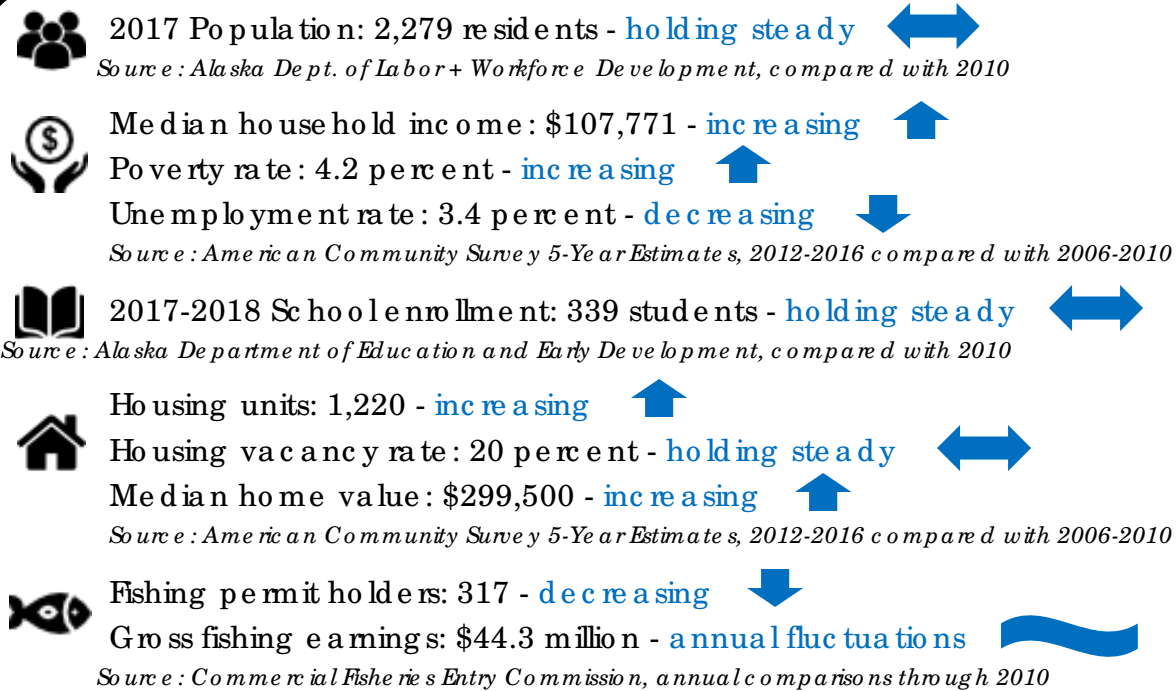 2017 Population: 2,279 residents - holding steady
Source: Alaska Dept. of Labor + Workforce Development, compared with 2010
$
Median household income: $107,771 - increasing
Poverty rate: 4.2 percent - increasing
Unemployment rate: 3.4 percent - decreasing
Source: American Community Survey 5-Year Estimates, 2012-2016 compared with 2006-2010
2017-2018 School enrollment: 339 students - holding steady
Source: Alaska Department of Education and Early Development, compared with 2010
Housing units: 1,220 - increasing
Housing vacancy rate: 20 percent - holding steady
Median home value: $299,500 - increasing
Source: American Community Survey 5-Year Estimates, 2012-2016 compared with 2006-2010
Fishing permit holders: 317 - decreasing
Gross fishing earnings: $44.3 million - annual fluctuations
Source: Commercial Fisheries Entry Commission, annual comparisons through 2010